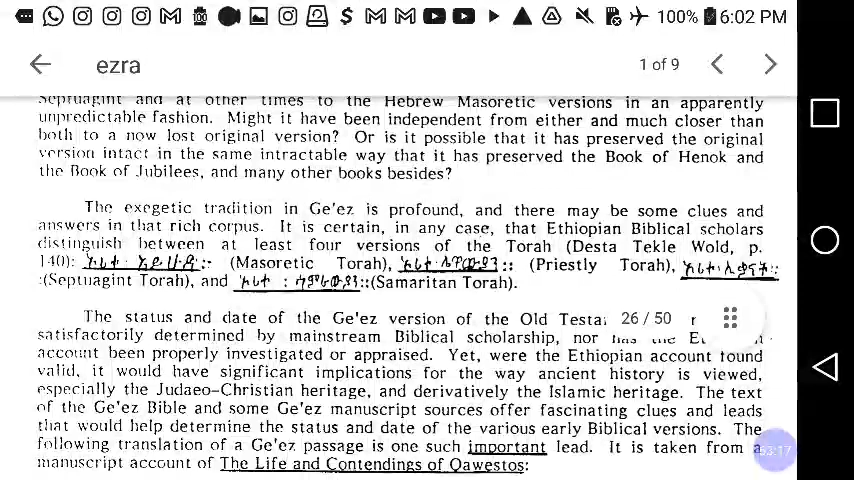 100% 6:02 PM
ezra 1 of 9
Septuagint and at other times to the Hebrew Masoretic versions in an apparently
unpredictable fashion. Might it have been independent from either and much closer than
both to a now lost original version? Or is it possible that it has preserved the original
version intact in the same intractable way that it has preserved the Book of Henok and
the Book of Jubilees, and many other books besides?
The exegetic tradition in Ge'ez is profound, and there may be some clues and
answers in that rich corpus. It is certain, in any case, that Ethiopian Biblical scholars
distinguish between at least four versions of the Torah (Desta Tekle Wold, p.
140): (Masoretic Torah), (Priestly Torah),
(Septuagint Torah), and (Samaritan Torah).
The status and date of the Ge'ez version of the Old 26 / 50
satisfactorily determined by mainstream Biblical scholarship, nor has the
account been properly investigated or appraised. Yet, were the Ethiopian account found
valid, it would have significant implications for the way ancient history is viewed,
especially the Judaeo-Christian heritage, and derivatively the Islamic heritage. The text
of the Ge'ez Bible and some Ge'ez manuscript sources offer fascinating clues and leads
that would help determine the status and date of the various early Biblical versions. The
following translation of a Ge'ez passage is one such important lead. It is taken from a
manuscript account of The Life and Contendings of Qawestos:
53:17